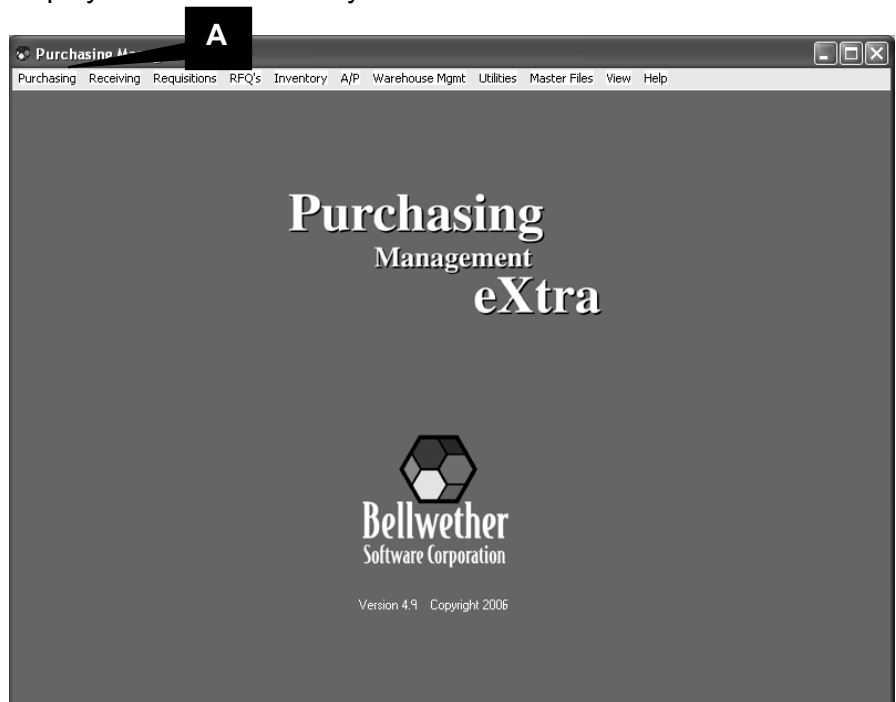 A
Purchasing
Purchasing Receiving Requisitions RFQ's Inventory A/P Warehouse Mgmt Utilities Master Files View Help
Purchasing
Management
eXtra
Bellwether
Software Corporation
Version 4.9 Copyright 2006